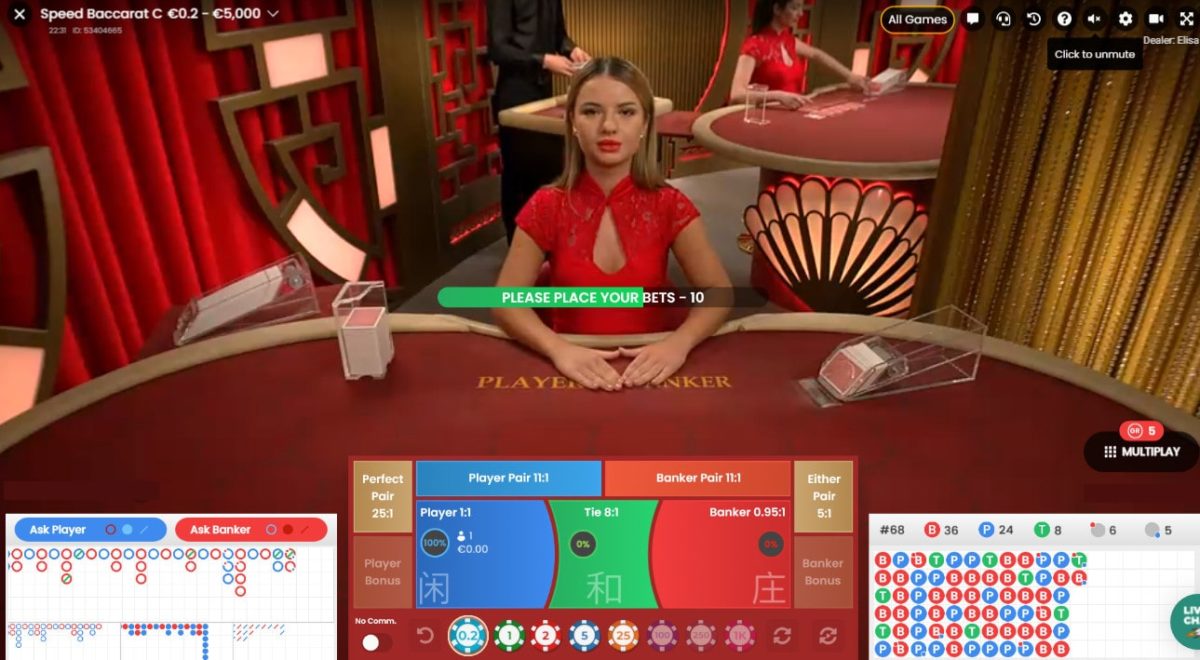 Speed Baccarat C €0.2 - €5,000
22:31 ID: 53404665
All Games
Dealer: Elisa
Click to unmute
PLEASE PLACE YOUR BETS - 10
PLAYER BANKER
GR 5
MULTIPLAY
Perfect Pair 25:1
Player Pair 11:1
Banker Pair 11:1
Either Pair 5:1
Player 1:1
Tie 8:1
Banker 0.95:1
100%
1
€0.00
0%
0%
Player Bonus
闲
和
庄
Banker Bonus
No Comm.
0.2
1
2
5
25
100
250
1K
Ask Player
Ask Banker
#68 B 36 P 24 T 8 6 5
B P B T P P T B B P P T
B B P P B B B B T P B B
T B P P B P B B B B P
B B P B P B B P P B T
T B P B B T B B B B P
P B B P P P P P P B B
LIV
CHA